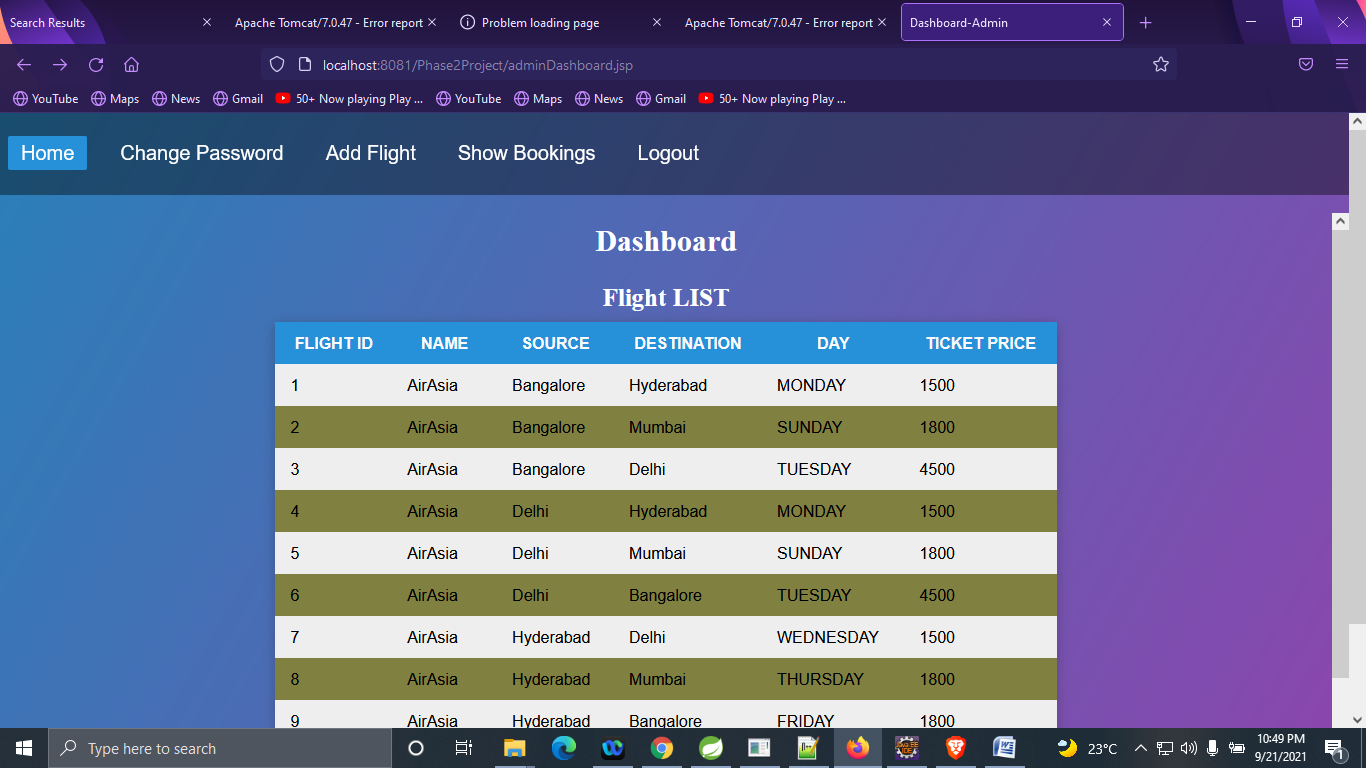 Search Results Apache Tomcat/7.0.47 - Error report Problem loading page Apache Tomcat/7.0.47 - Error report Dashboard-Admin
localhost:8081/Phase2Project/adminDashboard.jsp
YouTube Maps News Gmail 50+ Now playing Play ... YouTube Maps News Gmail 50+ Now playing Play ...
Home Change Password Add Flight Show Bookings Logout
Dashboard
Flight LIST
FLIGHT ID NAME SOURCE DESTINATION DAY TICKET PRICE
1 AirAsia Bangalore Hyderabad MONDAY 1500
2 AirAsia Bangalore Mumbai SUNDAY 1800
3 AirAsia Bangalore Delhi TUESDAY 4500
4 AirAsia Delhi Hyderabad MONDAY 1500
5 AirAsia Delhi Mumbai SUNDAY 1800
6 AirAsia Delhi Bangalore TUESDAY 4500
7 AirAsia Hyderabad Delhi WEDNESDAY 1500
8 AirAsia Hyderabad Mumbai THURSDAY 1800
9 AirAsia Hyderabad Bangalore FRIDAY 1800
Type here to search 23°C 10:49 PM
9/21/2021 1